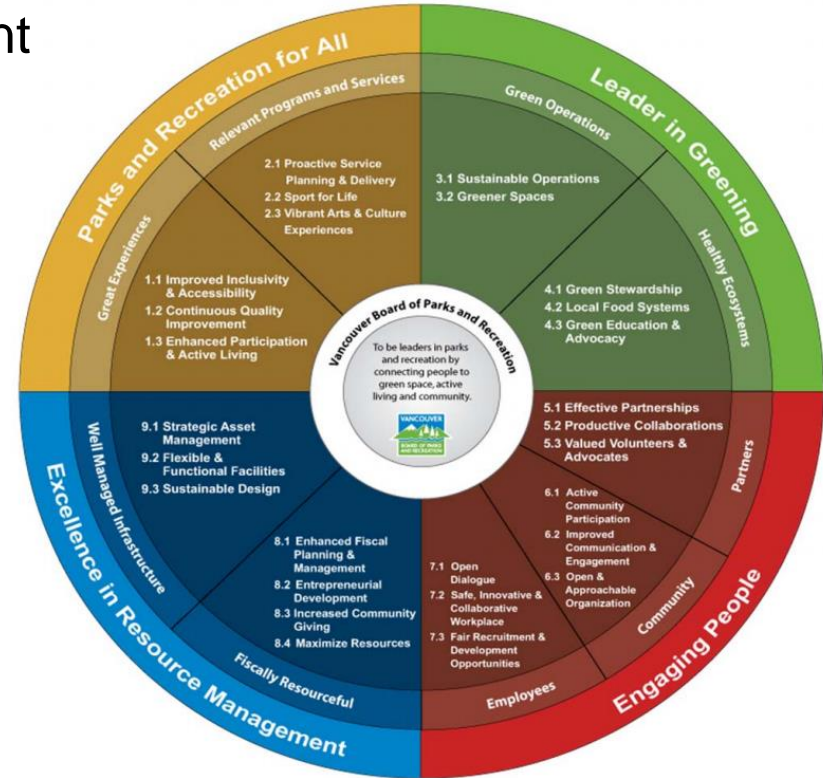 nt
Parks and Recreation for All
Relevant Programs and Services
2.1 Proactive Service
Planning & Delivery
2.2 Sport for Life
2.3 Vibrant Arts & Culture
Experiences
Great Experiences
1.1 Improved Inclusivity
& Accessibility
1.2 Continuous Quality
Improvement
1.3 Enhanced Participation
& Active Living
Leader in Greening
Green Operations
3.1 Sustainable Operations
3.2 Greener Spaces
Healthy Ecosystems
4.1 Green Stewardship
4.2 Local Food Systems
4.3 Green Education &
Advocacy
Vancouver Board of Parks and Recreation
To be leaders in parks
and recreation by
connecting people to
green space, active
living and community.
VANCOUVER
BOARD OF PARKS
AND RECREATION
Engaging People
Partners
5.1 Effective Partnerships
5.2 Productive Collaborations
5.3 Valued Volunteers &
Advocates
Community
6.1 Active
Community
Participation
6.2 Improved
Communication &
Engagement
6.3 Open &
Approachable
Organization
Employees
7.1 Open
Dialogue
7.2 Safe, Innovative &
Collaborative
Workplace
7.3 Fair Recruitment &
Development
Opportunities
Excellence in Resource Management
Fiscally Resourceful
8.1 Enhanced Fiscal
Planning &
Management
8.2 Entrepreneurial
Development
8.3 Increased Community
Giving
8.4 Maximize Resources
Well Managed Infrastructure
9.1 Strategic Asset
Management
9.2 Flexible &
Functional Facilities
9.3 Sustainable Design